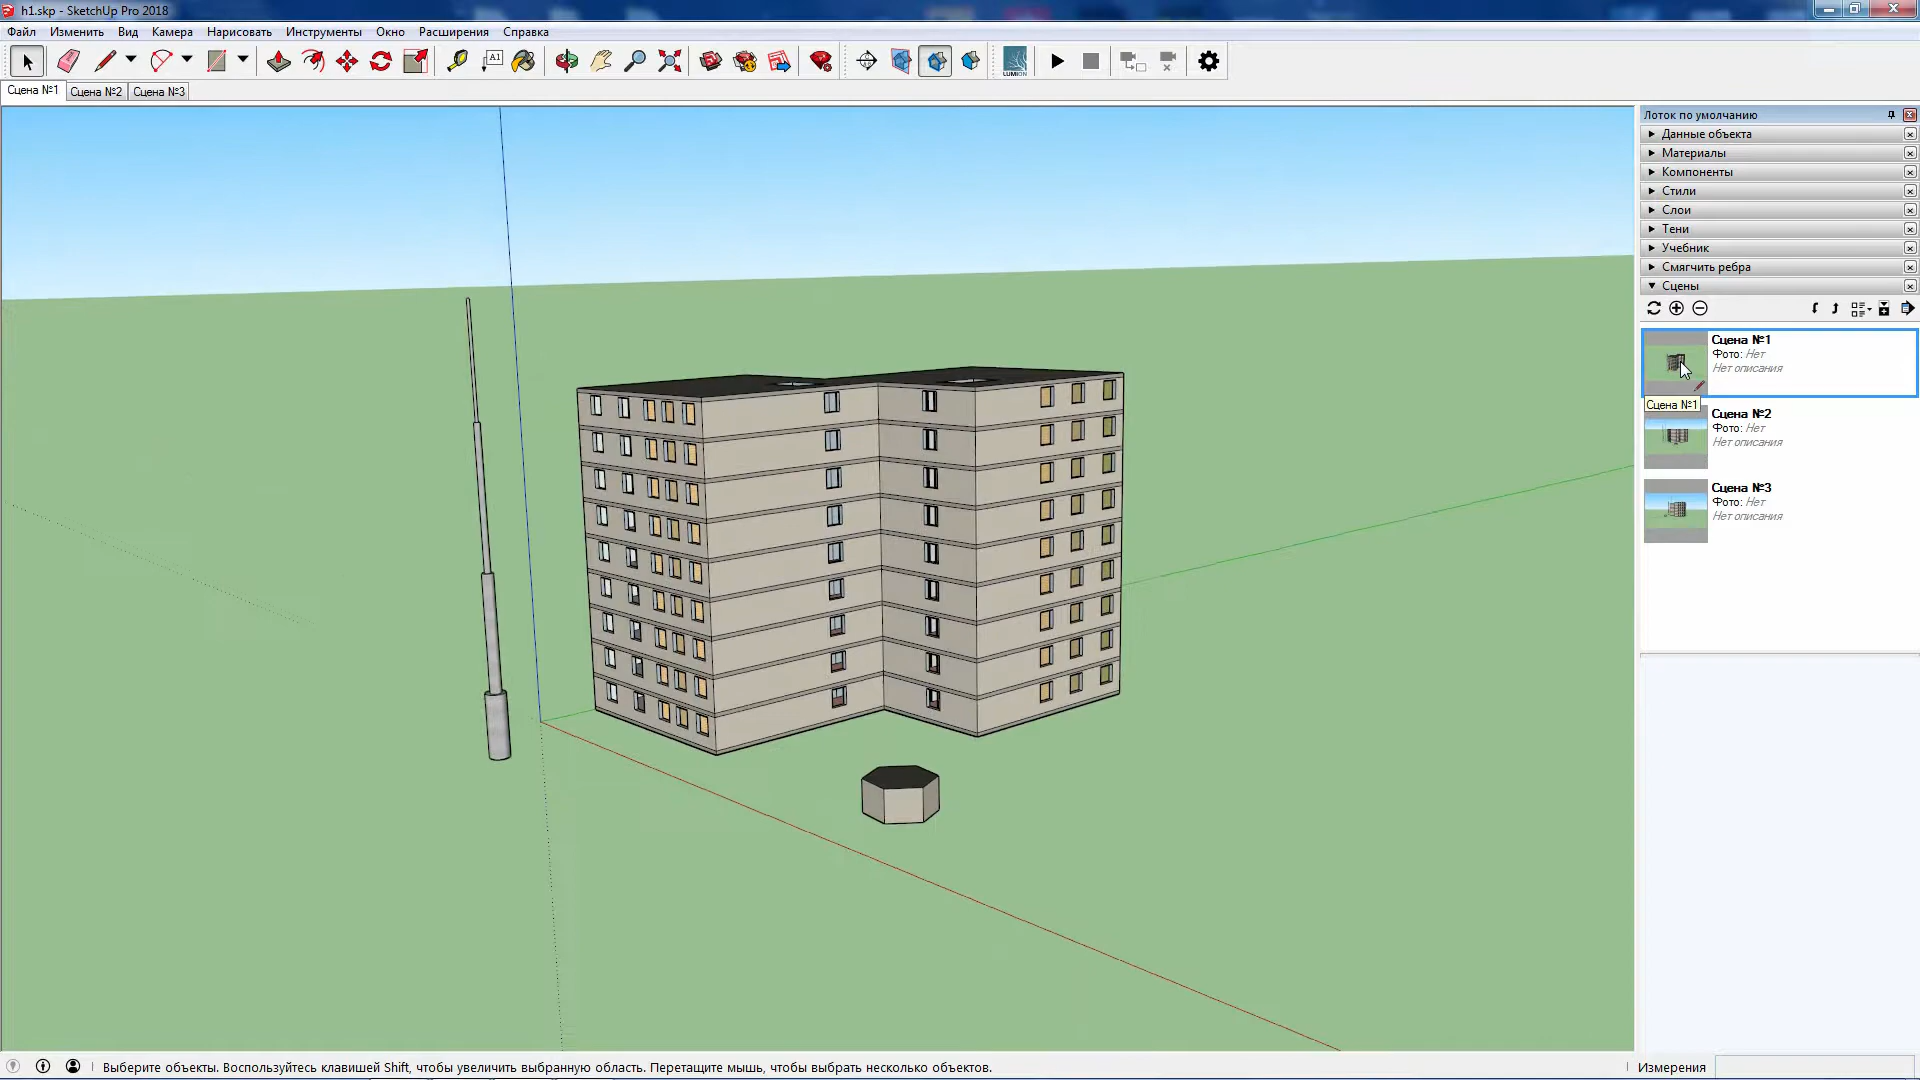 h1.skp - SketchUp Pro 2018
Файл Изменить Вид Камера Нарисовать Инструменты Окно Расширения Справка
A1
LUMION
Сцена №1 Сцена №2 Сцена №3
Лоток по умолчанию
Данные объекта
Материалы
Компоненты
Стили
Слои
Тени
Учебник
Смягчить ребра
Сцены
Сцена №1
Фото: Нет
Нет описания
Сцена №1
Сцена №2
Фото: Нет
Нет описания
Сцена №3
Фото: Нет
Нет описания
Выберите объекты. Воспользуйтесь клавишей Shift, чтобы увеличить выбранную область. Перетащите мышь, чтобы выбрать несколько объектов.
Измерения